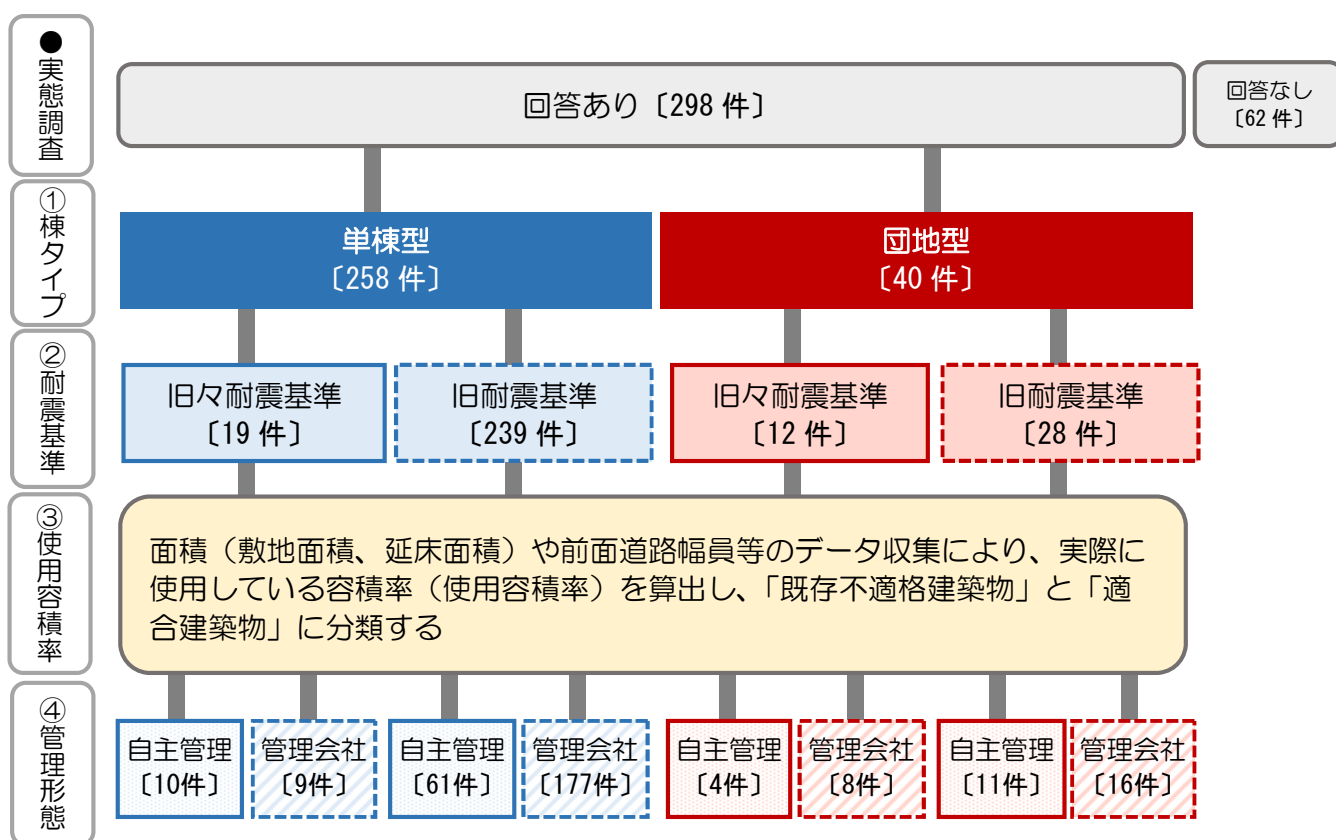 ●実態調査
回答あり〔298 件〕
回答なし
〔62 件〕
①棟タイプ
単棟型
〔258 件〕
団地型
〔40 件〕
②耐震基準
旧々耐震基準
〔19 件〕
旧耐震基準
〔239 件〕
旧々耐震基準
〔12 件〕
旧耐震基準
〔28 件〕
③使用容積率
面積（敷地面積、延床面積）や前面道路幅員等のデータ収集により、実際に
使用している容積率（使用容積率）を算出し、「既存不適格建築物」と「適
合建築物」に分類する
④管理形態
自主管理
〔10件〕
管理会社
〔9件〕
自主管理
〔61件〕
管理会社
〔177件〕
自主管理
〔4件〕
管理会社
〔8件〕
自主管理
〔11件〕
管理会社
〔16件〕